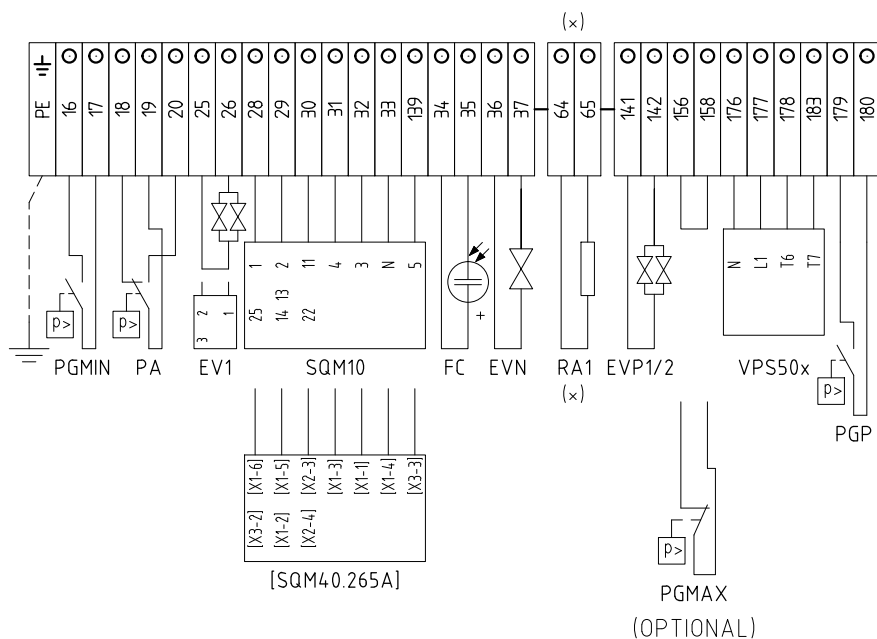 (x)
PE 16 17 18 19 20 25 26 28 29 30 31 32 33 139 34 35 36 37 64 65 141 142 156 158 176 177 178 183 179 180
1 2 11 4 3 N 5
N L1 T6 T7
25 14 13 22
2 1
3
+
p>
p>
PGMIN PA EV1 SQM10 FC EVN RA1 EVP1/2 VPS50x
(x)
p>
PGP
[X1-6] [X1-5] [X2-3] [X1-3] [X1-1] [X1-4] [X3-3]
[X3-2] [X1-2] [X2-4]
p>
[SQM40.265A]
PGMAX
(OPTIONAL)